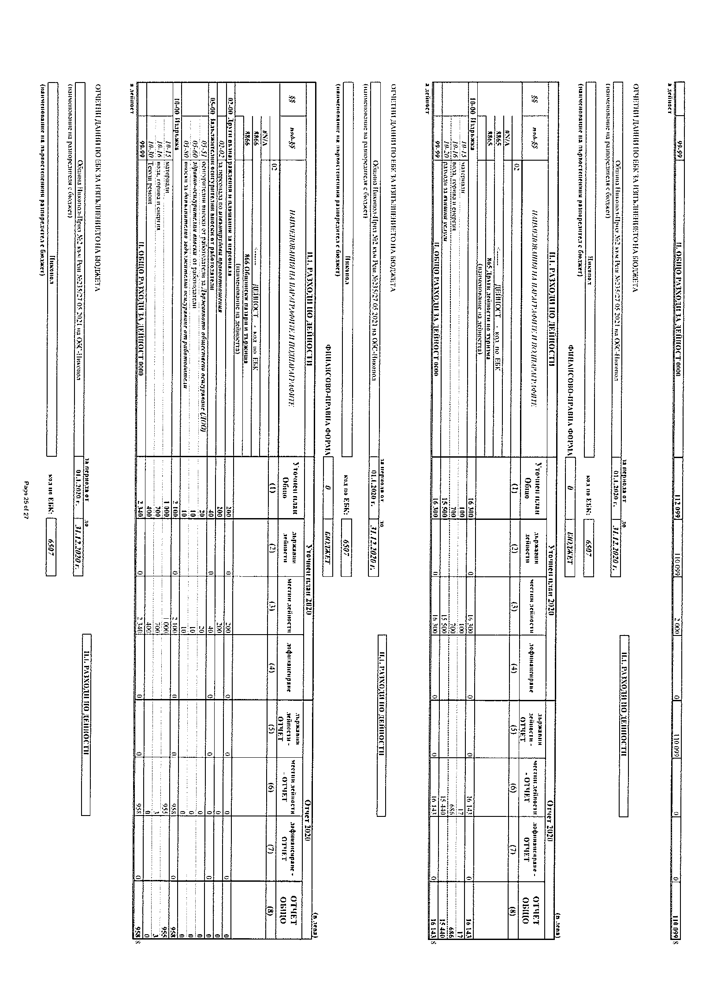 99-99 II. ОБЩО РАЗХОДИ ЗА ДЕЙНОСТ 0000 112 099 110 099 2 000 0 110 099 0 0 110 099 8
а дейност
ОТЧЕТНИ ДАННИ ПО ЕБК ЗА ИЗПЪЛНЕНИЕТО НА БЮДЖЕТА
II.1. РАЗХОДИ ПО ДЕЙНОСТИ
за периода от до
Община Никопол-Прил.№2 към Реш.№235/27.05.2021 на ОбС-Никопол 01.1.2020 г. 31.12.2020 г.
(наименование на разпоредителя с бюджет)
Никопол код по ЕБК: 6507
(наименование на първостепенния разпоредител с бюджет)
ФИНАНСОВО-ПРАВНА ФОРМА 0 БЮДЖЕТ
(в лева)
II.1. РАЗХОДИ ПО ДЕЙНОСТИ Уточнен план 2020 Отчет 2020
§§ под-§§ НАИМЕНОВАНИЯ НА ПАРАГРАФИТЕ И ПОДПАРАГРАФИТЕ Уточнен план Общо държавни дейности местни дейности дофинансиране държавни дейности - ОТЧЕТ местни дейности - ОТЧЕТ дофинансиране - ОТЧЕТ ОТЧЕТ ОБЩО
02 (1) (2) (3) (4) (5) (6) (7) (8)
#N/A
8865 <------ ДЕЙНОСТ - код по ЕБК
8865 865 Други дейности по туризма
(наименование на дейността)
10-00 Издръжка 16 300 0 16 300 0 0 16 143 0 16 143
10-15 материали 100 100 17 17
10-16 вода, горива и енергия 700 700 686 686
10-20 разходи за външни услуги 15 500 15 500 15 440 15 440
99-99 II. ОБЩО РАЗХОДИ ЗА ДЕЙНОСТ 0000 16 300 0 16 300 0 0 16 143 0 16 143 8
а дейност
ОТЧЕТНИ ДАННИ ПО ЕБК ЗА ИЗПЪЛНЕНИЕТО НА БЮДЖЕТА
II.1. РАЗХОДИ ПО ДЕЙНОСТИ
за периода от до
Община Никопол-Прил.№2 към Реш.№235/27.05.2021 на ОбС-Никопол 01.1.2020 г. 31.12.2020 г.
(наименование на разпоредителя с бюджет)
Никопол код по ЕБК: 6507
(наименование на първостепенния разпоредител с бюджет)
ФИНАНСОВО-ПРАВНА ФОРМА 0 БЮДЖЕТ
(в лева)
II.1. РАЗХОДИ ПО ДЕЙНОСТИ Уточнен план 2020 Отчет 2020
§§ под-§§ НАИМЕНОВАНИЯ НА ПАРАГРАФИТЕ И ПОДПАРАГРАФИТЕ Уточнен план Общо държавни дейности местни дейности дофинансиране държавни дейности - ОТЧЕТ местни дейности - ОТЧЕТ дофинансиране - ОТЧЕТ ОТЧЕТ ОБЩО
02 (1) (2) (3) (4) (5) (6) (7) (8)
#N/A
8866 <------ ДЕЙНОСТ - код по ЕБК
8866 866 Общински пазари и тържища
(наименование на дейността)
02-00 Други възнаграждения и плащания за персонала 200 0 200 0 0 0 0 0
02-02 за персонала по извънтрудови правоотношения 200 200 0 0
05-00 Задължителни осигурителни вноски от работодатели 40 0 40 0 0 0 0 0
05-51 осигурителни вноски от работодатели за Държавното обществено осигуряване (ДОО) 20 20 0 0
05-60 здравно-осигурителни вноски от работодатели 10 10 0 0
05-80 вноски за допълнително задължително осигуряване от работодатели 10 10 0 0
10-00 Издръжка 2 100 0 2 100 0 0 958 0 958
10-15 материали 1 000 1 000 955 955
10-16 вода, горива и енергия 700 700 3 3
10-30 Текущ ремонт 400 400 0 0
99-99 II. ОБЩО РАЗХОДИ ЗА ДЕЙНОСТ 0000 2 340 0 2 340 0 0 958 0 958 8
а дейност
ОТЧЕТНИ ДАННИ ПО ЕБК ЗА ИЗПЪЛНЕНИЕТО НА БЮДЖЕТА
II.1. РАЗХОДИ ПО ДЕЙНОСТИ
за периода от до
Община Никопол-Прил.№2 към Реш.№235/27.05.2021 на ОбС-Никопол 01.1.2020 г. 31.12.2020 г.
(наименование на разпоредителя с бюджет)
Никопол код по ЕБК: 6507
(наименование на първостепенния разпоредител с бюджет)
Page 25 of 27